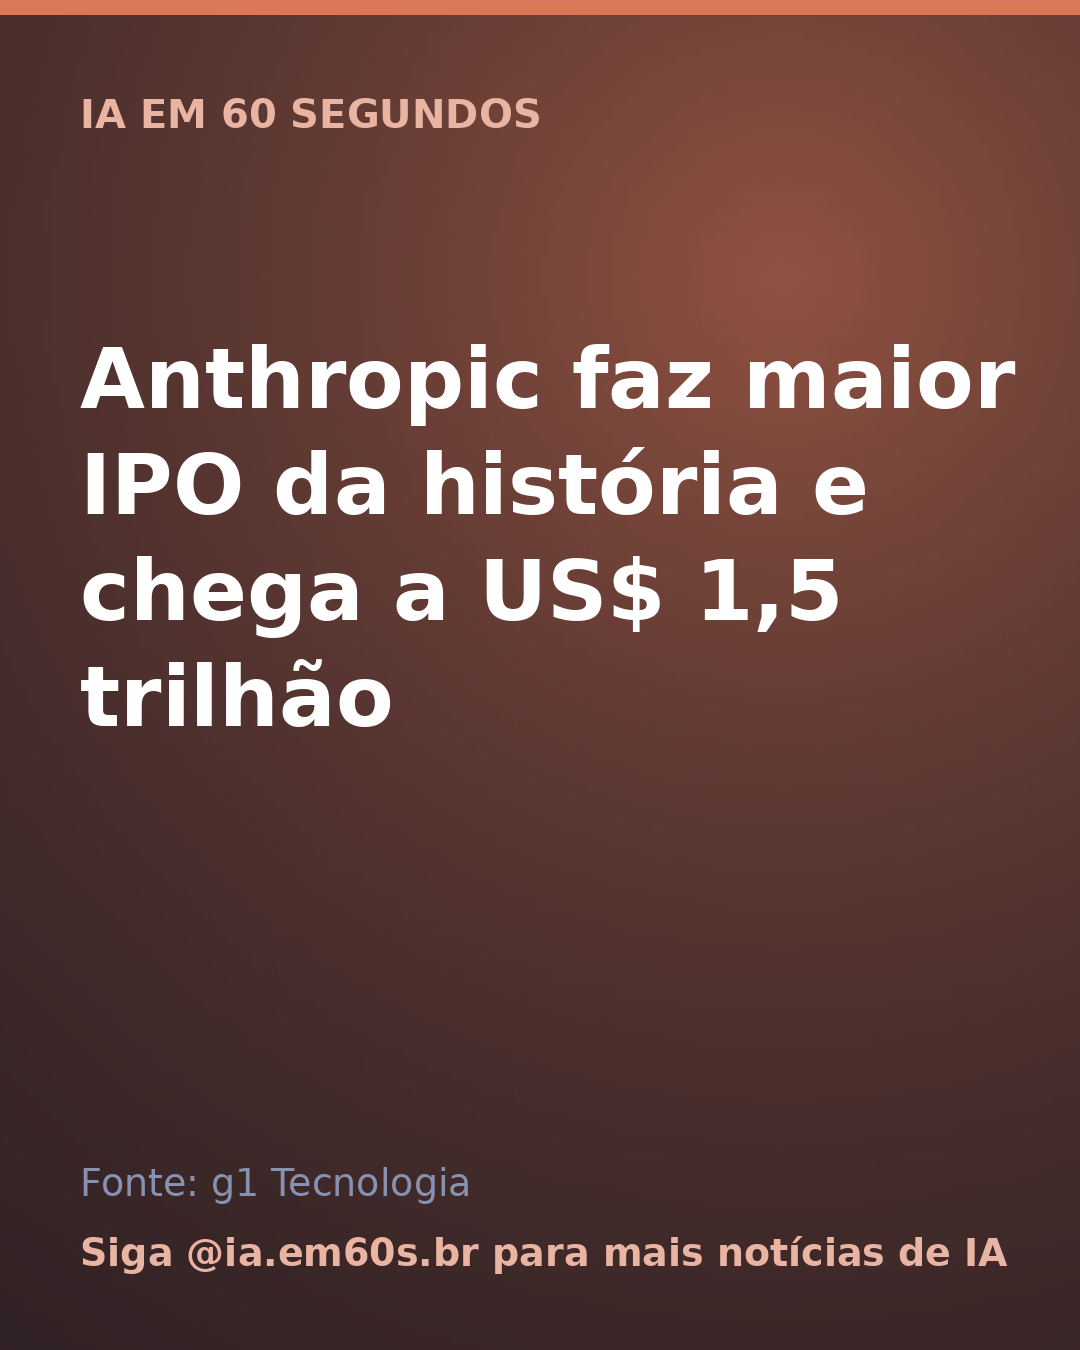 IA EM 60 SEGUNDOS
Anthropic faz maior
IPO da história e
chega a US$ 1,5
trilhão
Fonte: g1 Tecnologia
Siga @ia.em60s.br para mais notícias de IA